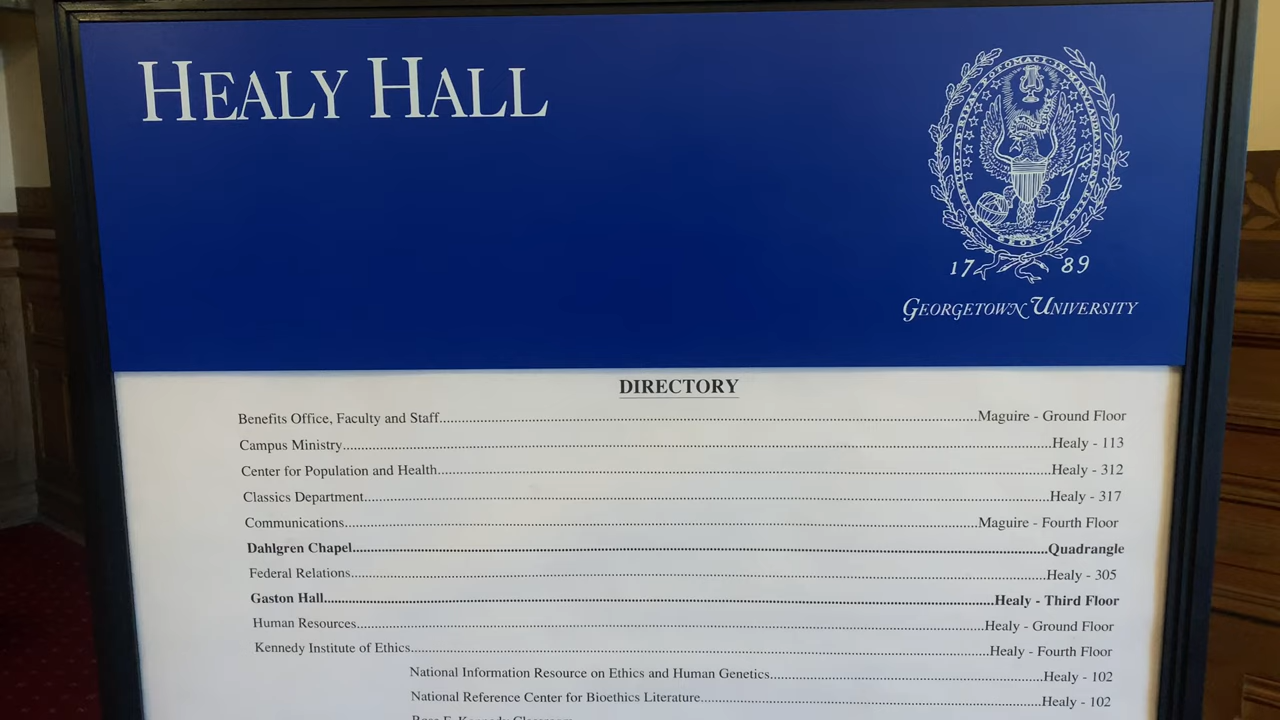 HEALY HALL
17 89
GEORGETOWN UNIVERSITY
DIRECTORY
Benefits Office, Faculty and Staff Maguire - Ground Floor
Campus Ministry Healy - 113
Center for Population and Health Healy - 312
Classics Department Healy - 317
Communications Maguire - Fourth Floor
Dahlgren Chapel Quadrangle
Federal Relations Healy - 305
Gaston Hall Healy - Third Floor
Human Resources Healy - Ground Floor
Kennedy Institute of Ethics Healy - Fourth Floor
National Information Resource on Ethics and Human Genetics Healy - 102
National Reference Center for Bioethics Literature Healy - 102